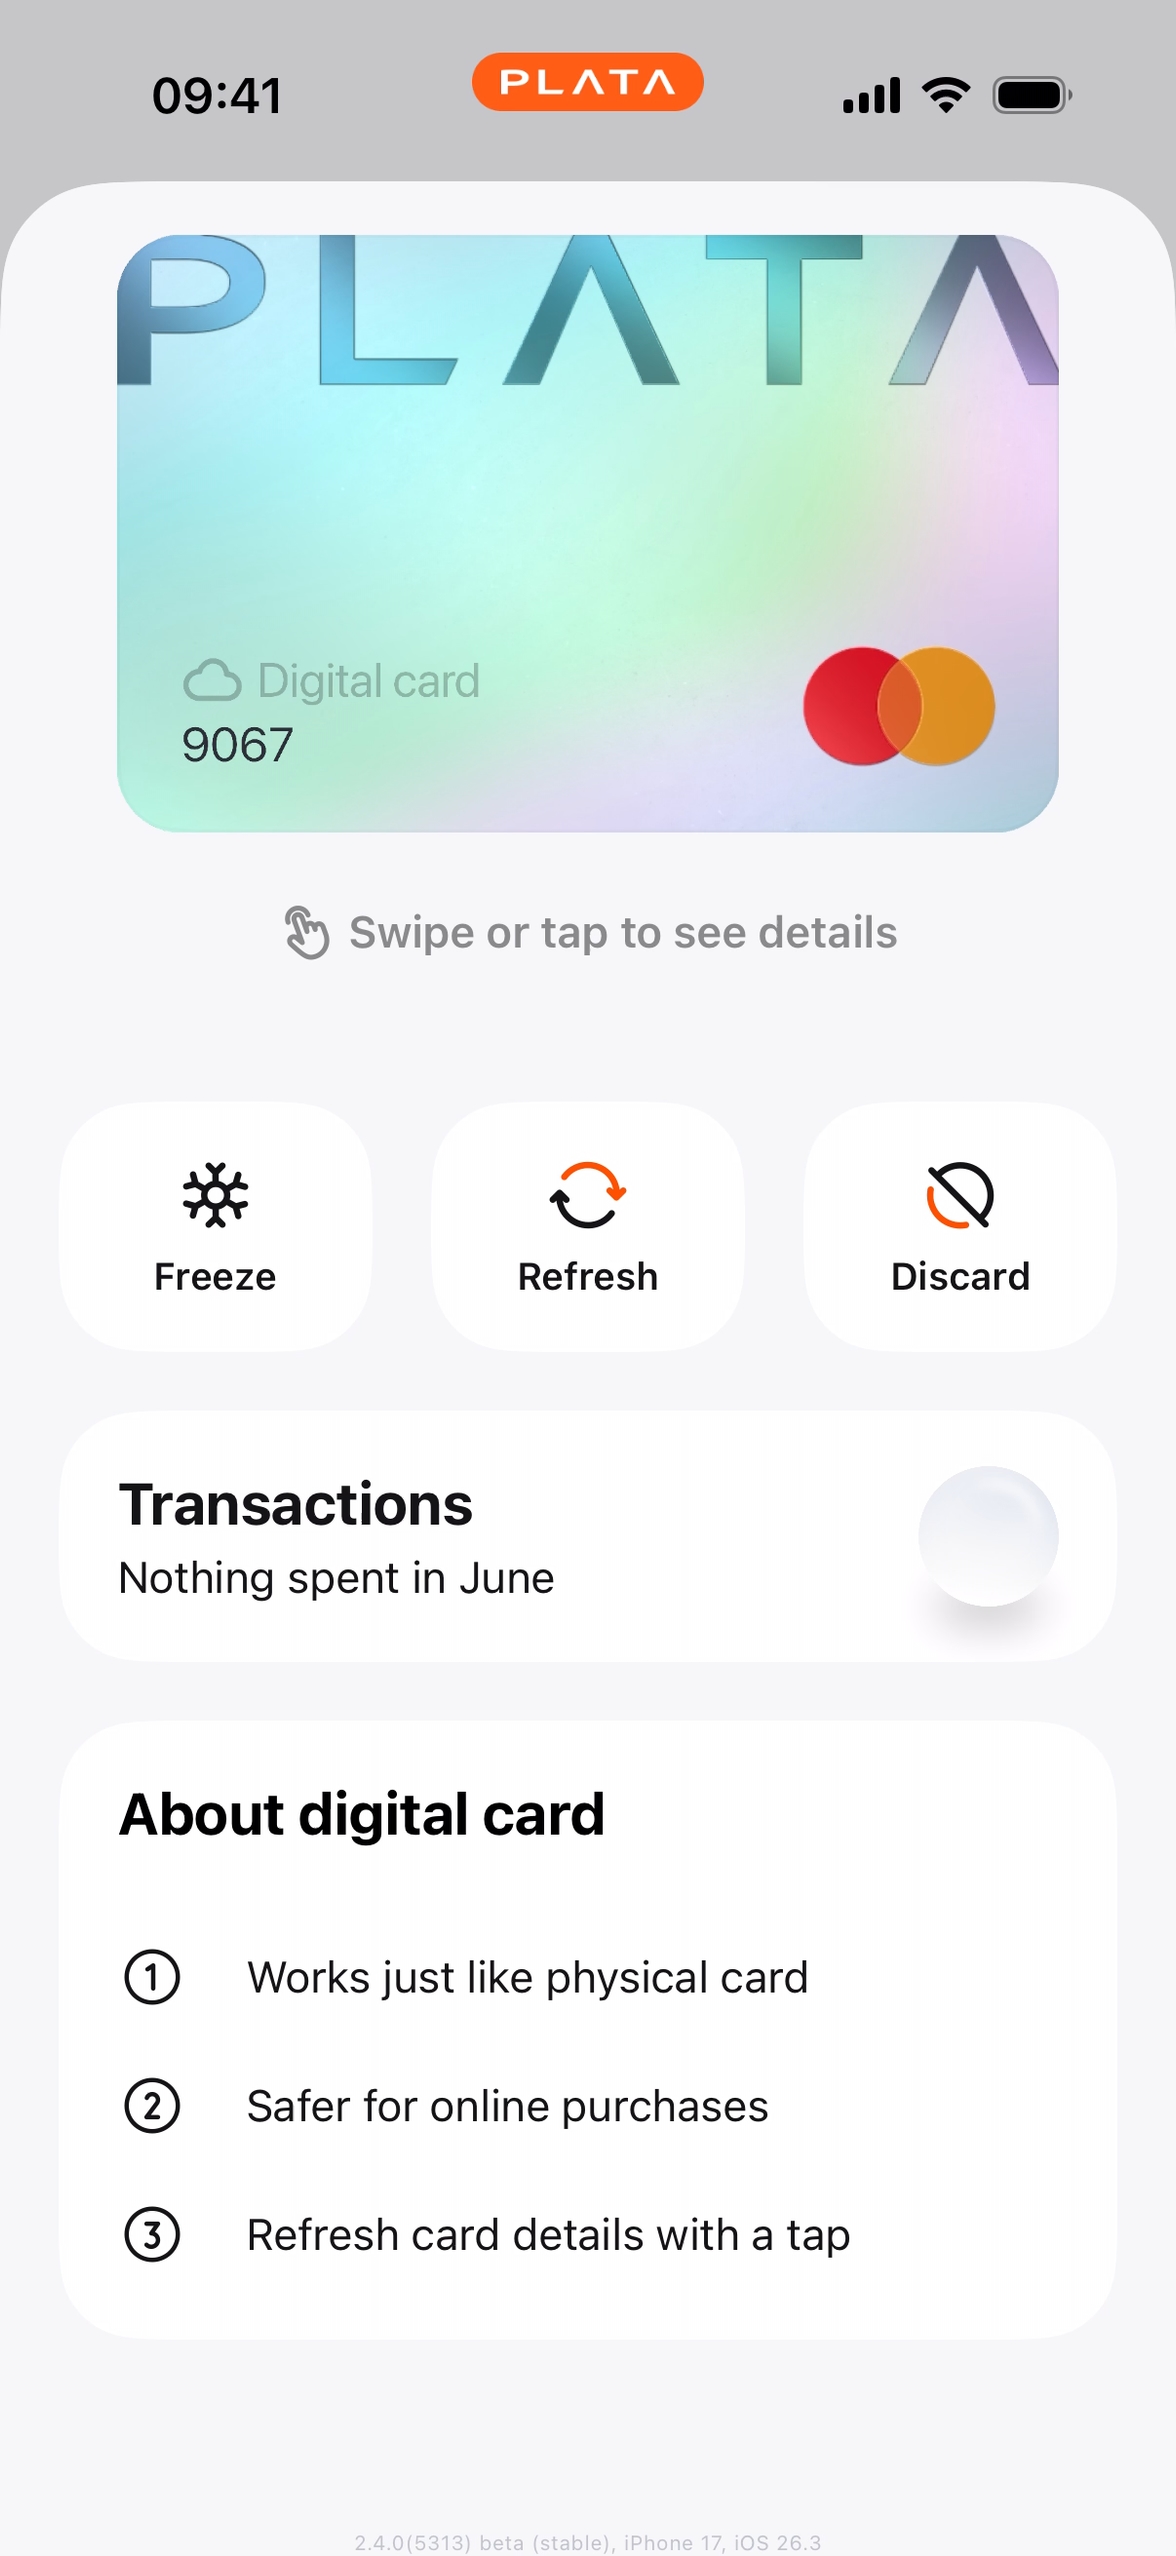 09:41
PLATA
PLATA
Digital card
9067
Swipe or tap to see details
Freeze
Refresh
Discard
Transactions
Nothing spent in June
About digital card
1 Works just like physical card
2 Safer for online purchases
3 Refresh card details with a tap
2.4.0(5313) beta (stable), iPhone 17, iOS 26.3